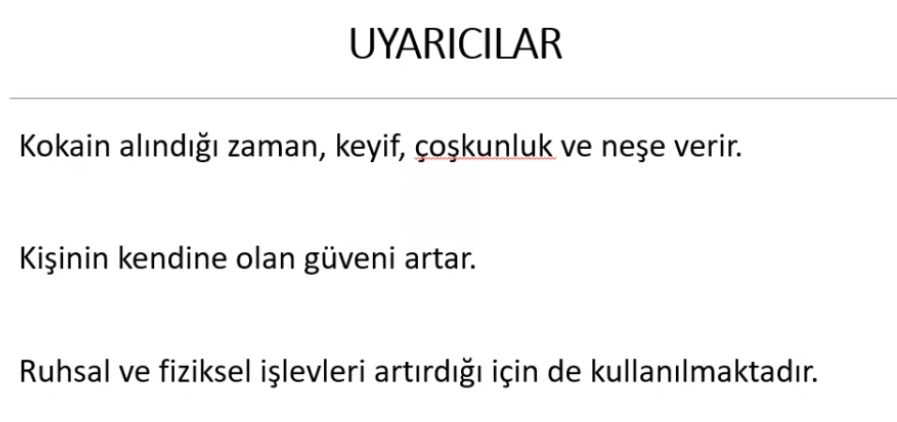 UYARICILAR
Kokain alındığı zaman, keyif, çoşkunluk ve neşe verir.
Kişinin kendine olan güveni artar.
Ruhsal ve fiziksel işlevleri artırdığı için de kullanılmaktadır.